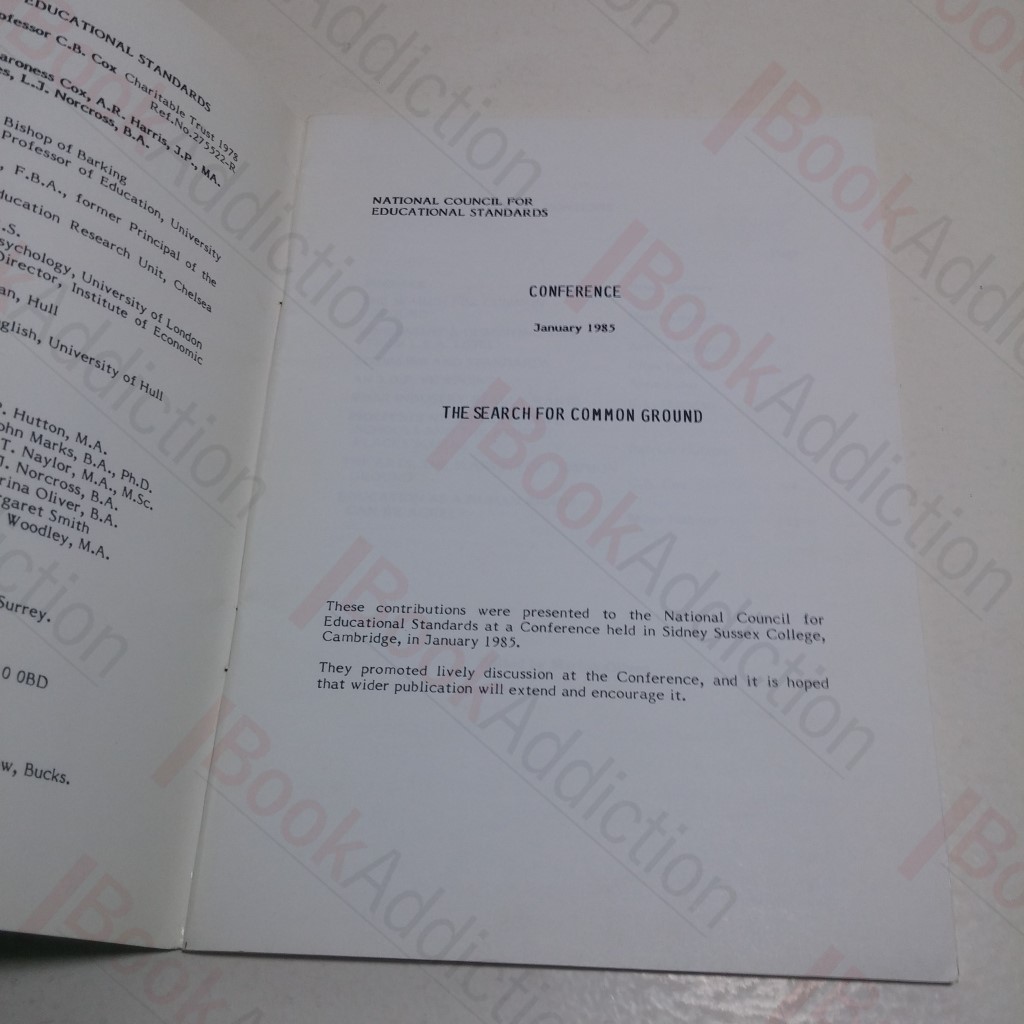 EDUCATIONAL STANDARDS
Professor C.B. Cox Charitable Trust 1978
Ref.No.275522-R
Baroness Cox, A.R. Harris, J.P., MA.
L.J. Norcross, B.A.
Bishop of Barking
Professor of Education, University
F.B.A., former Principal of the
Education Research Unit, Chelsea
.S.
Psychology, University of London
Director, Institute of Economic
an, Hull
English, University of Hull
P. Hutton, M.A.
John Marks, B.A., Ph.D.
T. Naylor, M.A., M.Sc.
J. Norcross, B.A.
rina Oliver, B.A.
Margaret Smith
Woodley, M.A.
Surrey.
0 0BD
w, Bucks.
NATIONAL COUNCIL FOR
EDUCATIONAL STANDARDS
CONFERENCE
January 1985
THE SEARCH FOR COMMON GROUND
These contributions were presented to the National Council for
Educational Standards at a Conference held in Sidney Sussex College,
Cambridge, in January 1985.
They promoted lively discussion at the Conference, and it is hoped
that wider publication will extend and encourage it.
BookAddiction